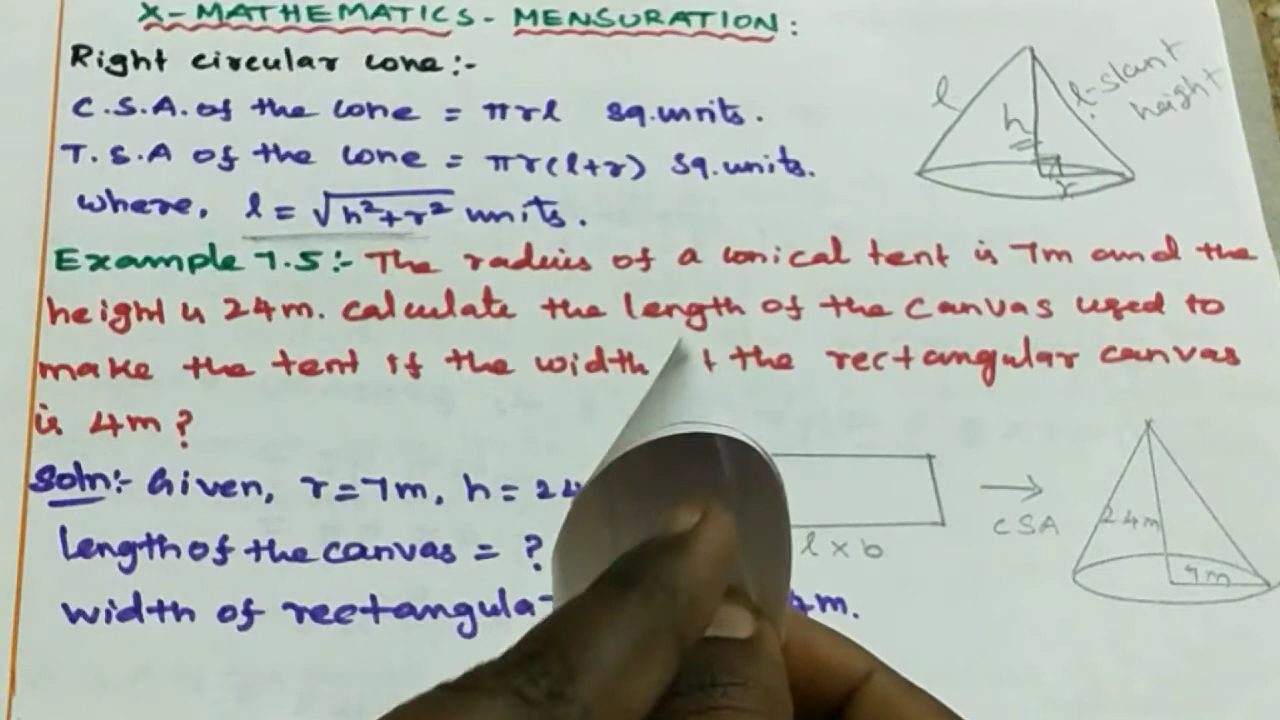 X-MATHEMATICS-MENSURATION:
Right circular cone:-
C.S.A. of the cone = πrl sq.units.
T.S.A of the cone = πr(l+r) sq.units.
where, l = √h²+r² units.
Example 7.5:- The radius of a conical tent is 7m and the
height is 24m. calculate the length of the canvas used to
make the tent if the width the rectangular canvas
is 4m?
Soln:- Given, r=7m, h=24
length of the canvas = ?
width of rectangular 4m.
l
h
r
l-slant
height
l x b
→
CSA
24m
7m